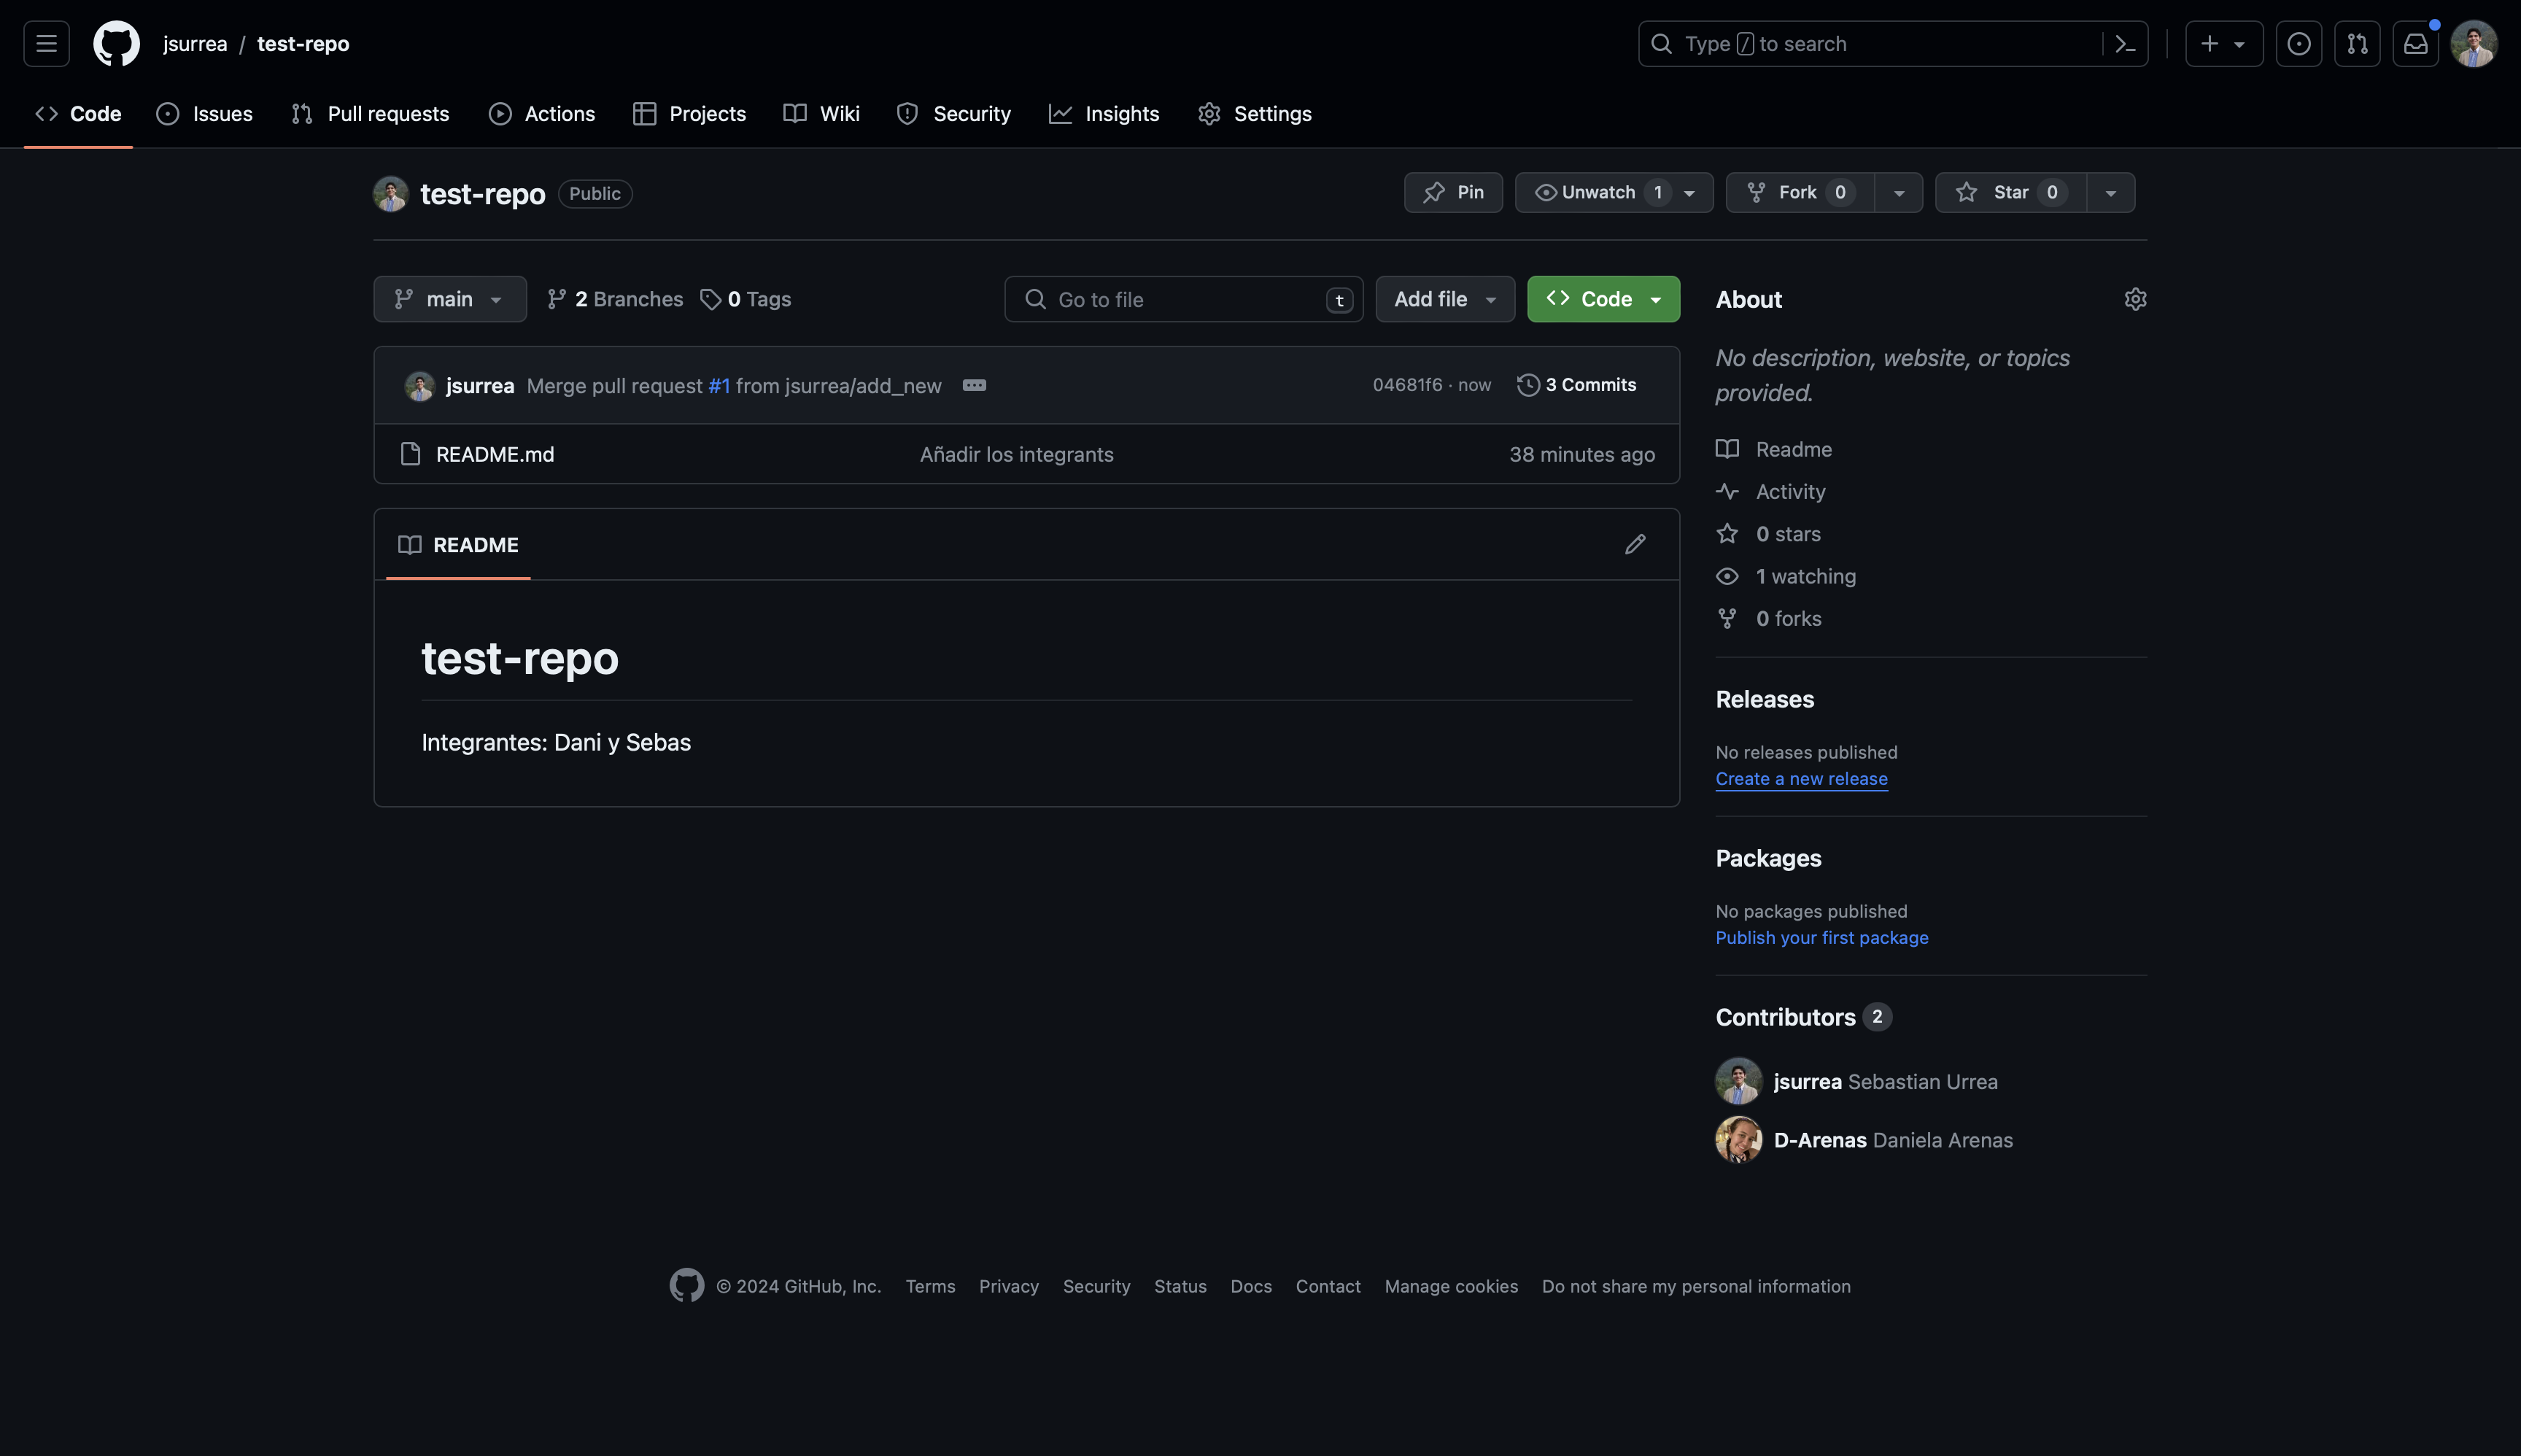 jsurrea / test-repo
Type / to search
Code Issues Pull requests Actions Projects Wiki Security Insights Settings
test-repo Public
Pin Unwatch 1 Fork 0 Star 0
main 2 Branches 0 Tags Go to file t Add file Code
jsurrea Merge pull request #1 from jsurrea/add_new 04681f6 · now 3 Commits
README.md Añadir los integrants 38 minutes ago
README
test-repo
Integrantes: Dani y Sebas
About
No description, website, or topics
provided.
Readme
Activity
0 stars
1 watching
0 forks
Releases
No releases published
Create a new release
Packages
No packages published
Publish your first package
Contributors 2
jsurrea Sebastian Urrea
D-Arenas Daniela Arenas
© 2024 GitHub, Inc. Terms Privacy Security Status Docs Contact Manage cookies Do not share my personal information